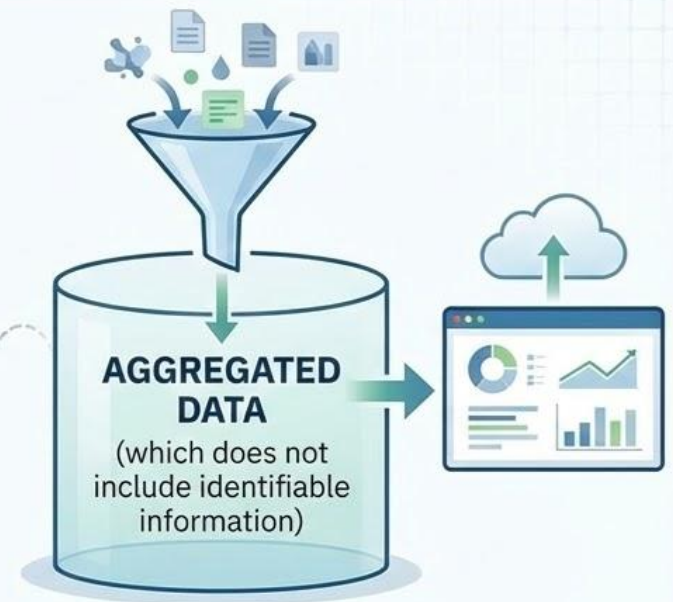 AGGREGATED
DATA
(which does not
include identifiable
information)